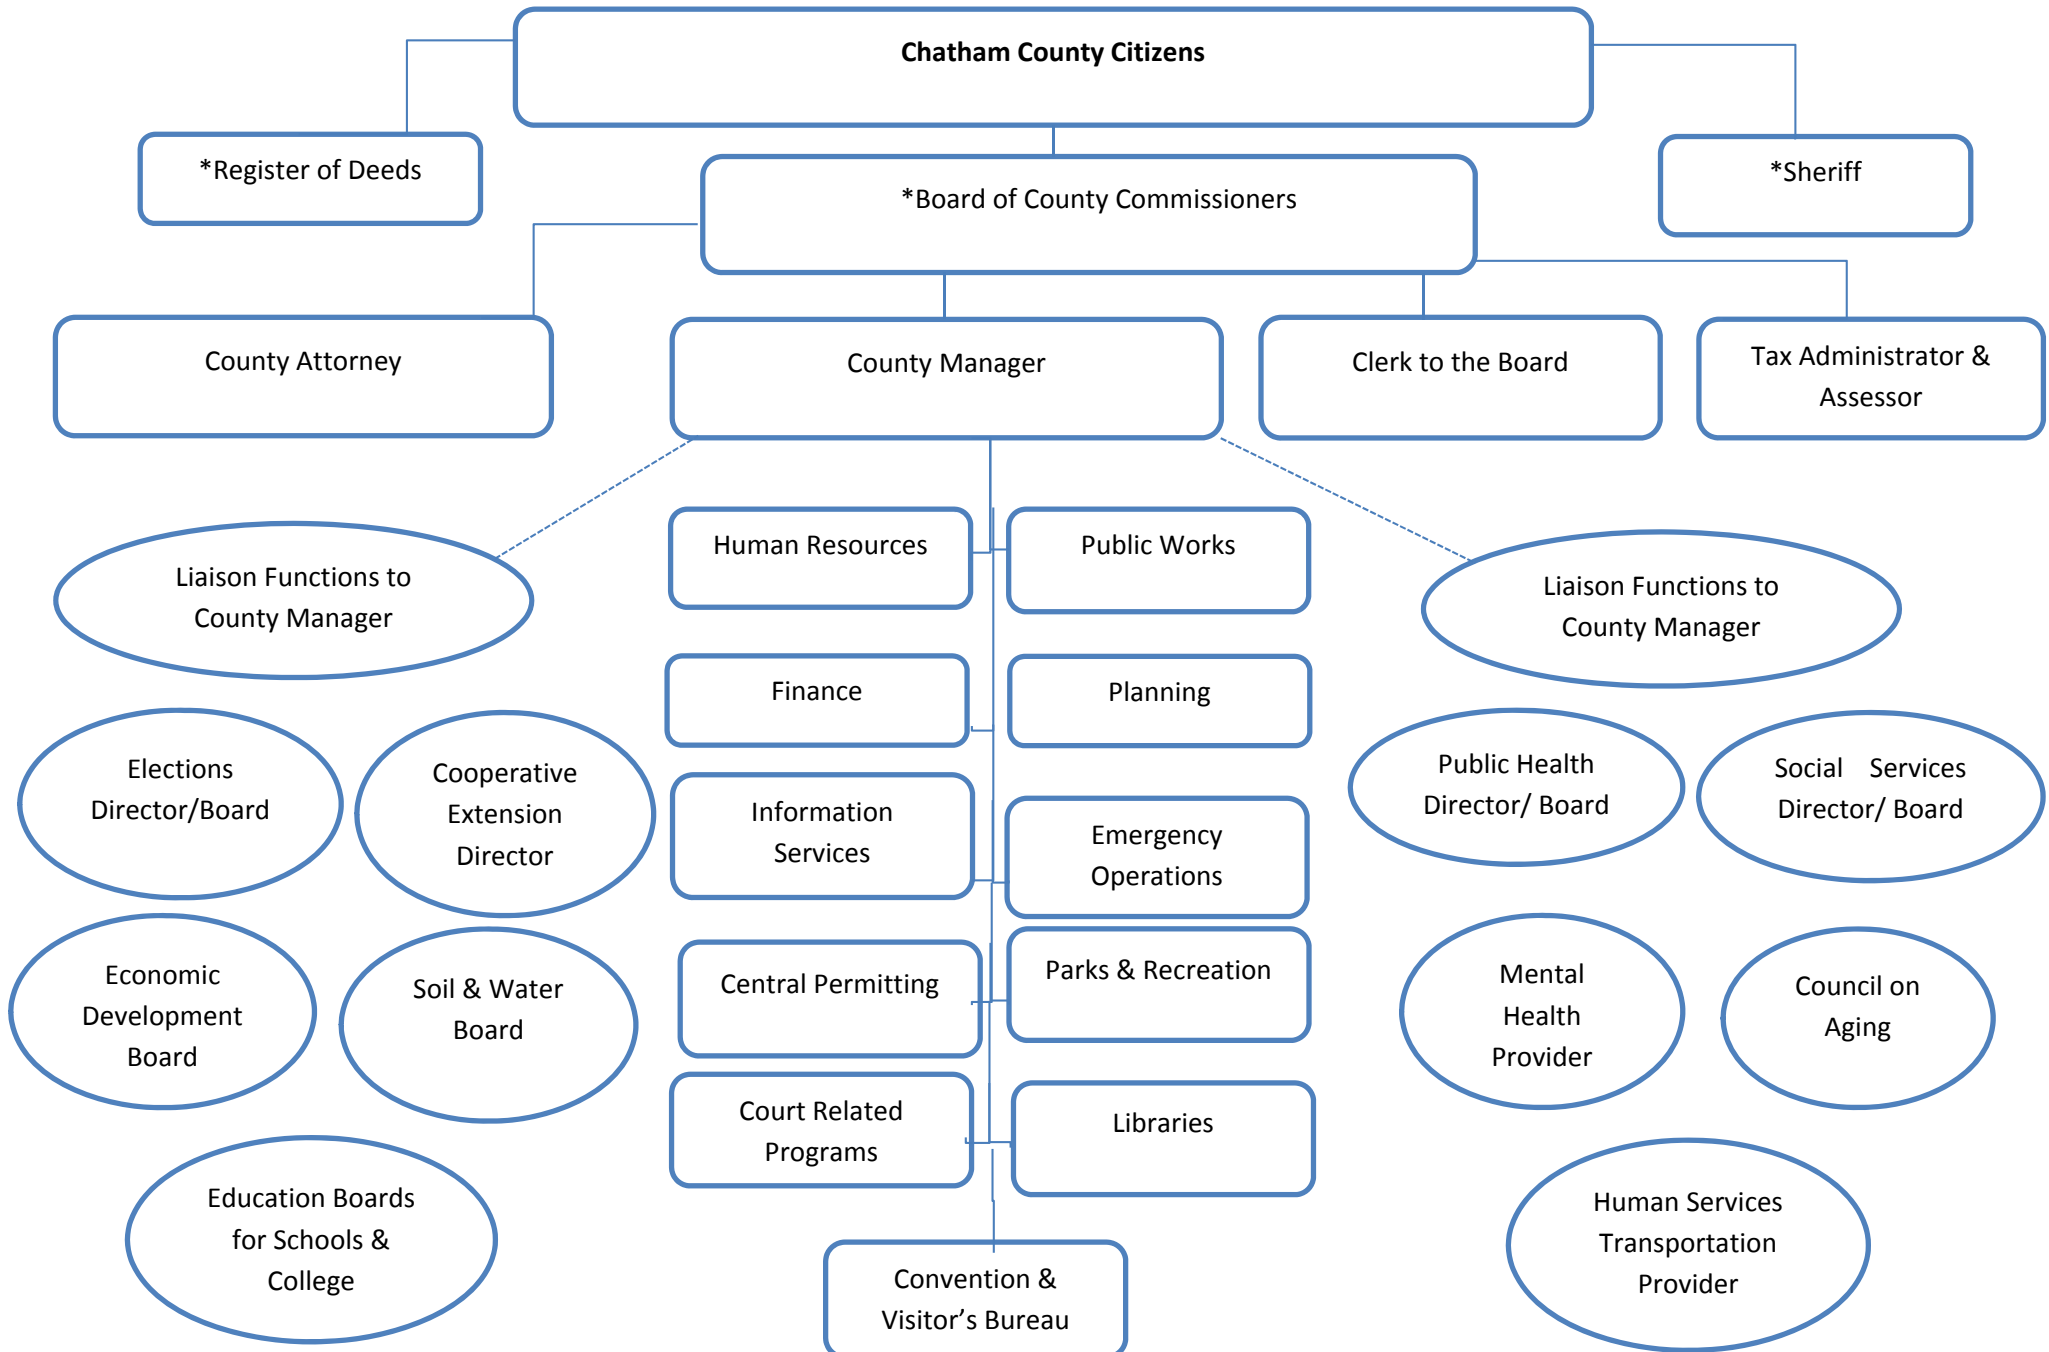 Chatham County Citizens
*Register of Deeds
*Sheriff
*Board of County Commissioners
County Attorney
County Manager
Clerk to the Board
Tax Administrator &
Assessor
Liaison Functions to
County Manager
Human Resources
Public Works
Liaison Functions to
County Manager
Finance
Planning
Elections
Director/Board
Cooperative
Extension
Director
Information
Services
Emergency
Operations
Public Health
Director/ Board
Social Services
Director/ Board
Economic
Development
Board
Soil & Water
Board
Central Permitting
Parks & Recreation
Mental
Health
Provider
Council on
Aging
Court Related
Programs
Libraries
Education Boards
for Schools &
College
Convention &
Visitor’s Bureau
Human Services
Transportation
Provider